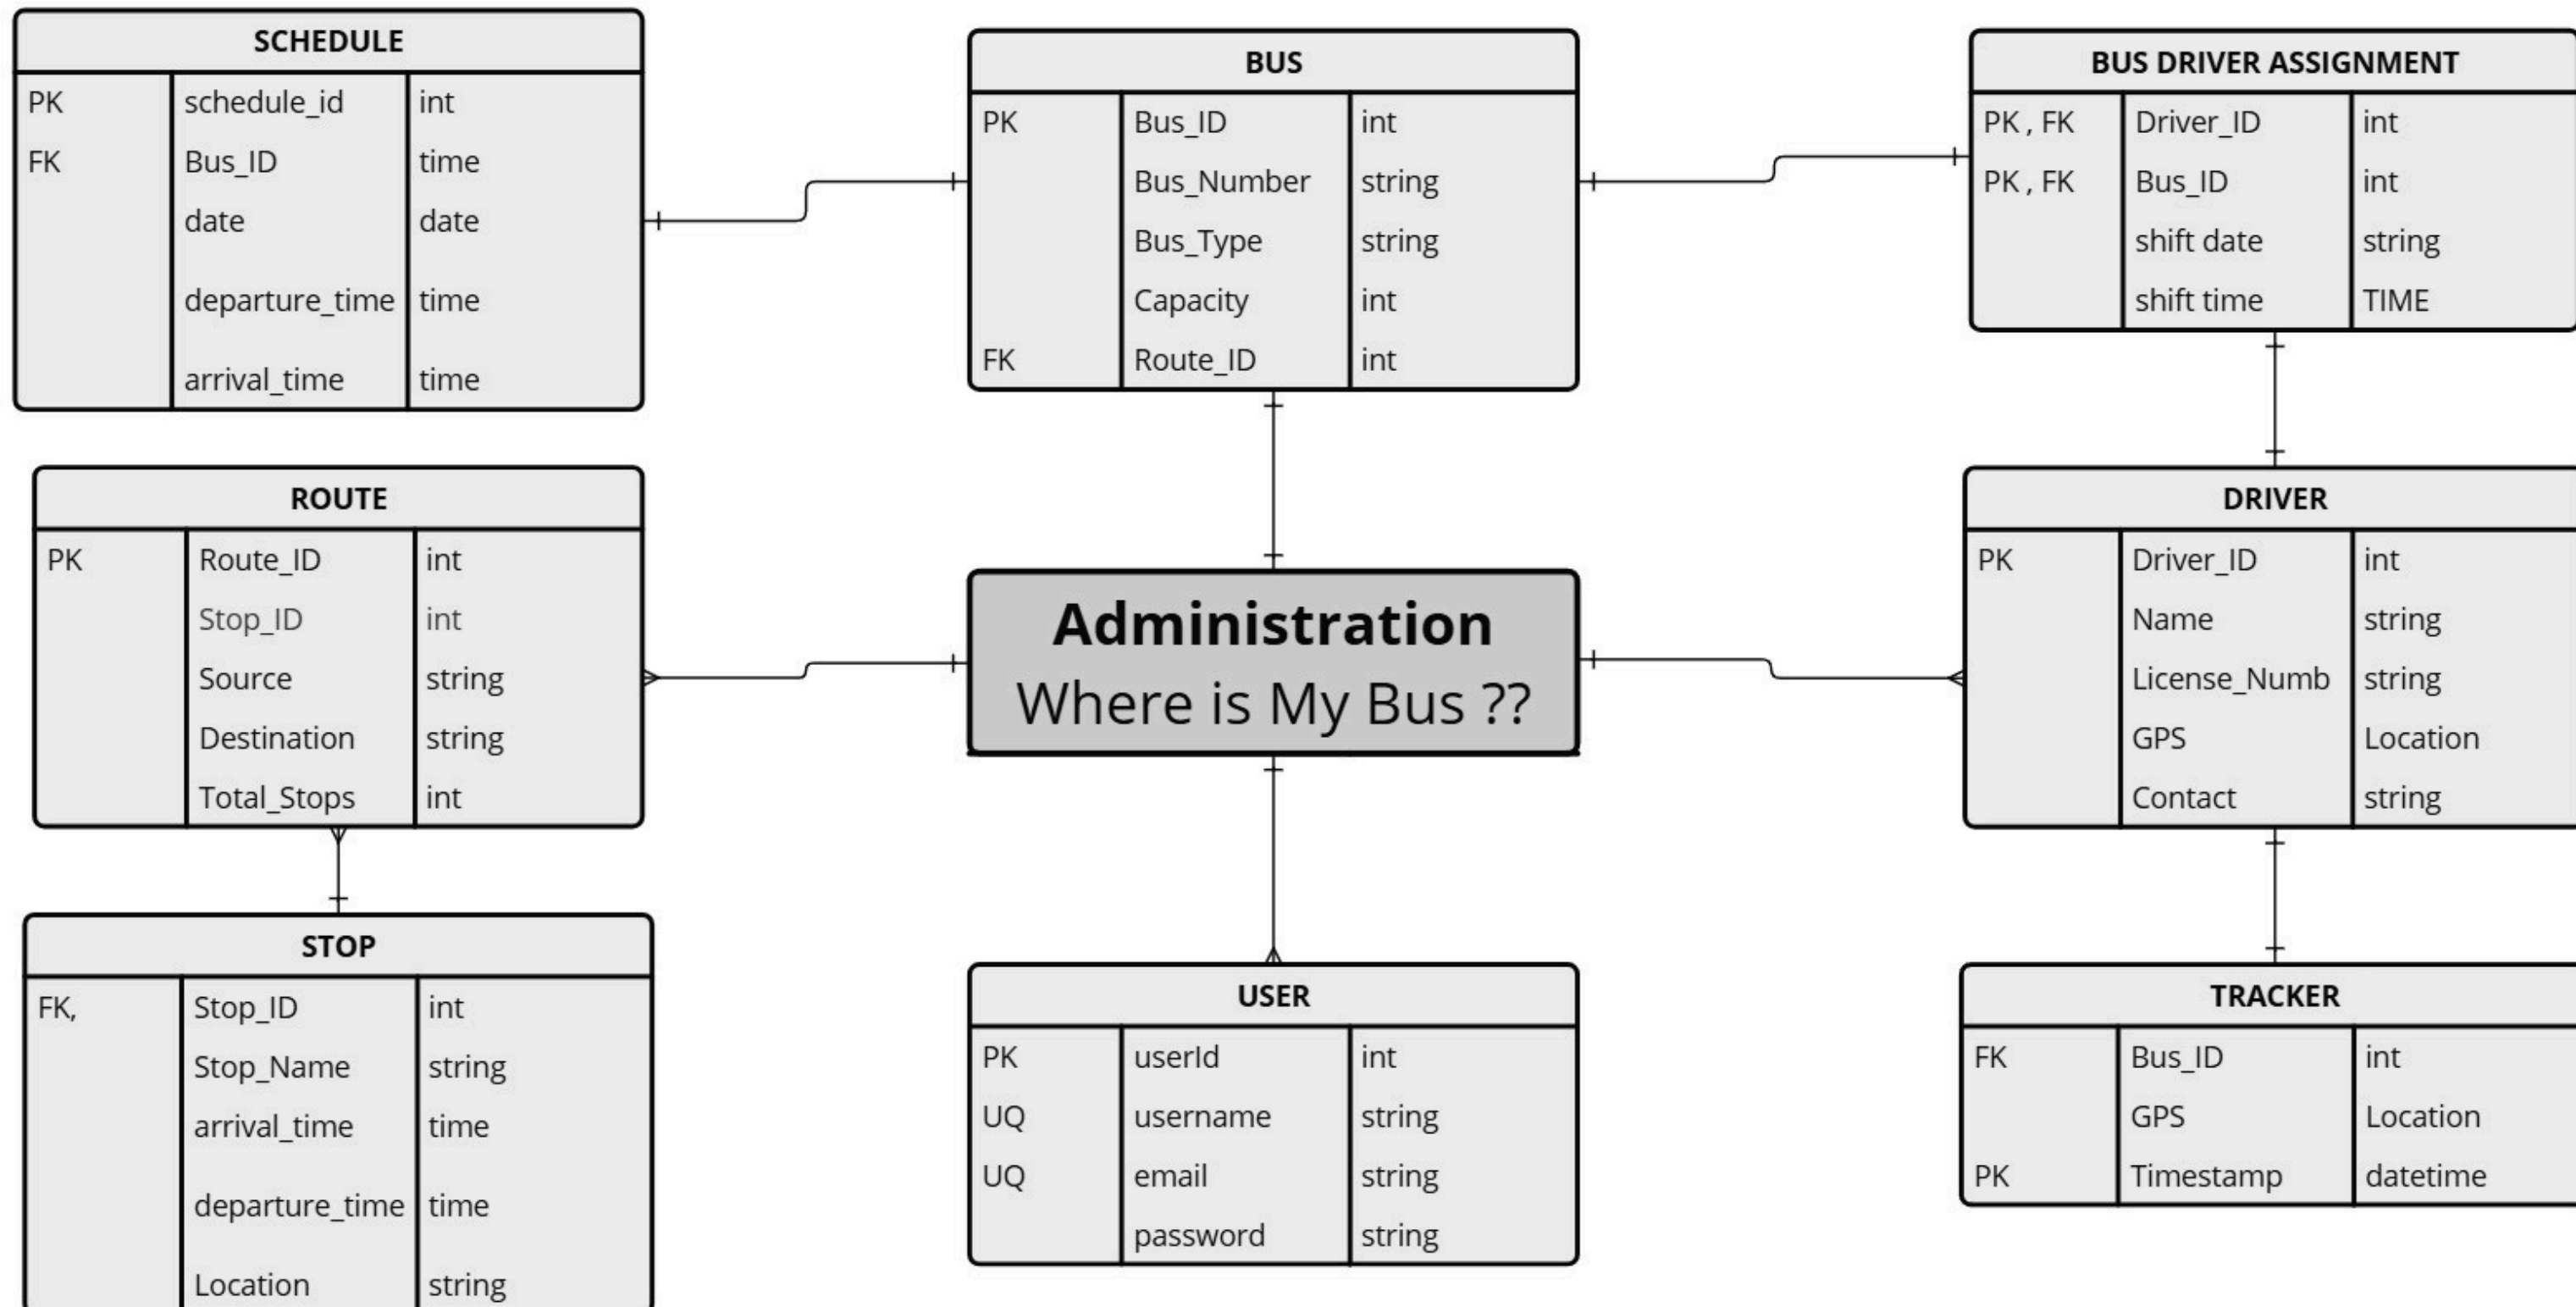 SCHEDULE
PK schedule_id int
FK Bus_ID time
date date
departure_time time
arrival_time time
BUS
PK Bus_ID int
Bus_Number string
Bus_Type string
Capacity int
FK Route_ID int
BUS DRIVER ASSIGNMENT
PK , FK Driver_ID int
PK , FK Bus_ID int
shift date string
shift time TIME
ROUTE
PK Route_ID int
Stop_ID int
Source string
Destination string
Total_Stops int
Administration
Where is My Bus ??
DRIVER
PK Driver_ID int
Name string
License_Numb string
GPS Location
Contact string
STOP
FK, Stop_ID int
Stop_Name string
arrival_time time
departure_time time
Location string
USER
PK userId int
UQ username string
UQ email string
password string
TRACKER
FK Bus_ID int
GPS Location
PK Timestamp datetime